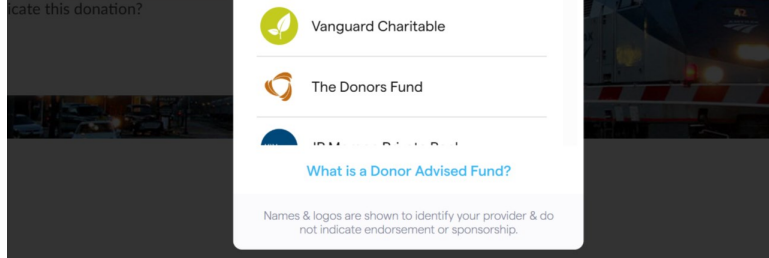 icate this donation?
Vanguard Charitable
The Donors Fund
What is a Donor Advised Fund?
Names & logos are shown to identify your provider & do
not indicate endorsement or sponsorship.